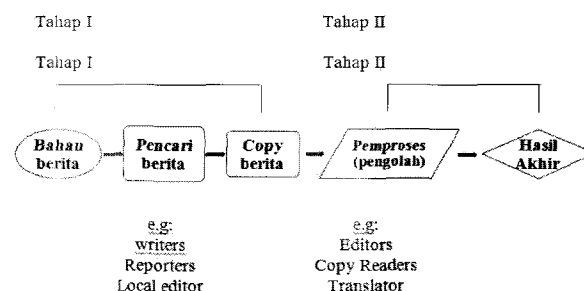 Tahap I Tahap II
Tahap I Tahap II
Bahau berita
Pencari berita
Copy berita
Pemproses (pengolah)
Hasil Akhir
e.g:
writers
Reporters
Local editor
e.g:
Editors
Copy Readers
Translator